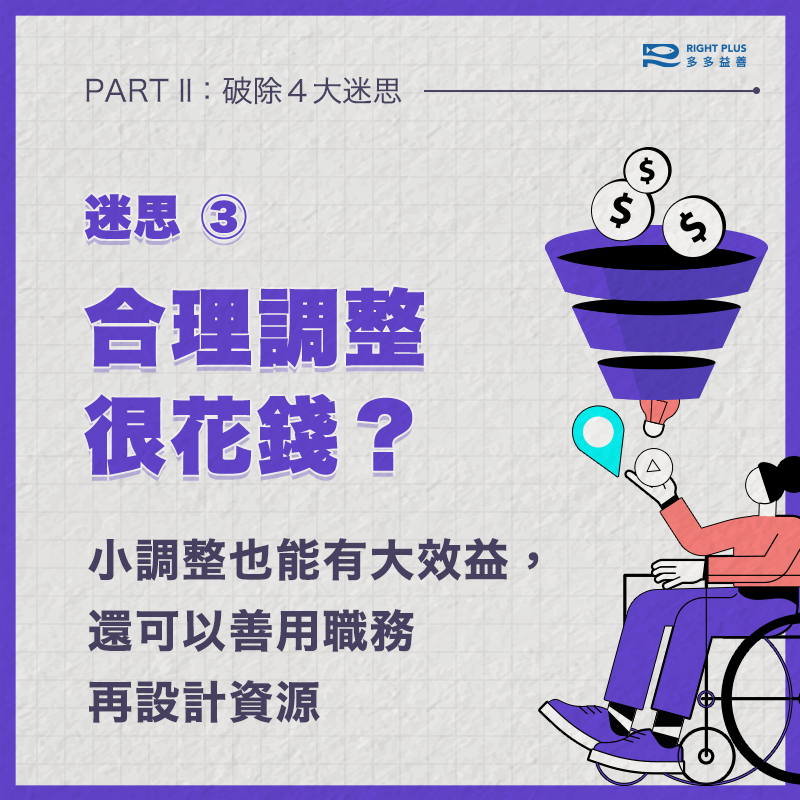 RIGHT PLUS
多多益善
PART II：破除4大迷思
迷思 ③
合理調整
很花錢？
小調整也能有大效益，
還可以善用職務
再設計資源
$
$
$